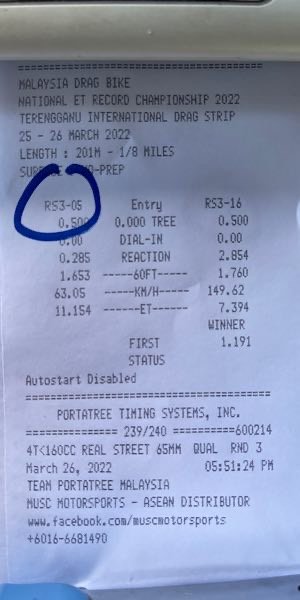 MALAYSIA DRAG BIKE
NATIONAL ET RECORD CHAMPIONSHIP 2022
TERENGGANU INTERNATIONAL DRAG STRIP
25 - 26 MARCH 2022
LENGTH : 201M - 1/8 MILES
RS3-05 Entry RS3-16
0.500 0.000 TREE 0.500
0.00 DIAL-IN 0.00
0.285 REACTION 2.854
1.653 -----60FT----- 1.760
63.05 -----KM/H----- 149.62
11.154 ------ET------ 7.394
WINNER
FIRST 1.191
STATUS
Autostart Disabled
PORTATREE TIMING SYSTEMS, INC.
=============== 239/240 ==========600214
4T<160CC REAL STREET 65MM QUAL RND 3
March 26, 2022 05:51:24 PM
TEAM PORTATREE MALAYSIA
MUSC MOTORSPORTS - ASEAN DISTRIBUTOR
www.facebook.com/muscmotorsports
+6016-6681490